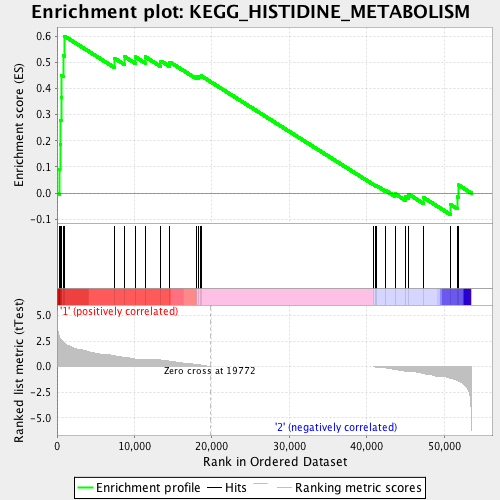 Enrichment plot: KEGG_HISTIDINE_METABOLISM
Enrichment score (ES)
0.6
0.5
0.4
0.3
0.2
0.1
0.0
-0.1
'1' (positively correlated)
Ranked list metric (tTest)
5.0
2.5
0.0
-2.5
-5.0
Zero cross at 19772
'2' (negatively correlated)
0 10,000 20,000 30,000 40,000 50,000
Rank in Ordered Dataset
Enrichment profile Hits Ranking metric scores